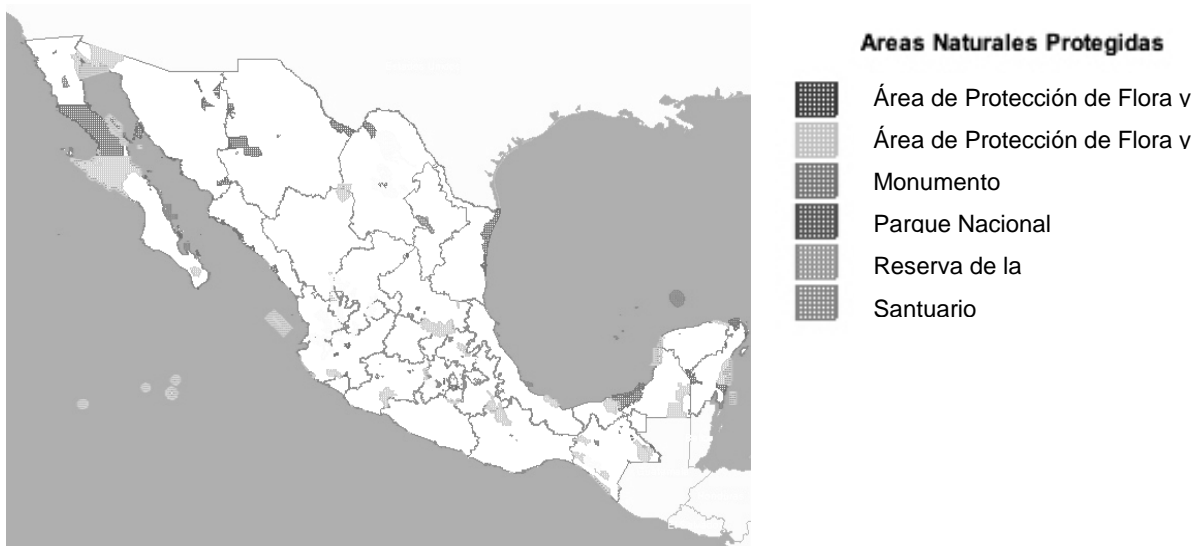 Areas Naturales Protegidas
Área de Protección de Flora y
Área de Protección de Flora y
Monumento
Parque Nacional
Reserva de la
Santuario